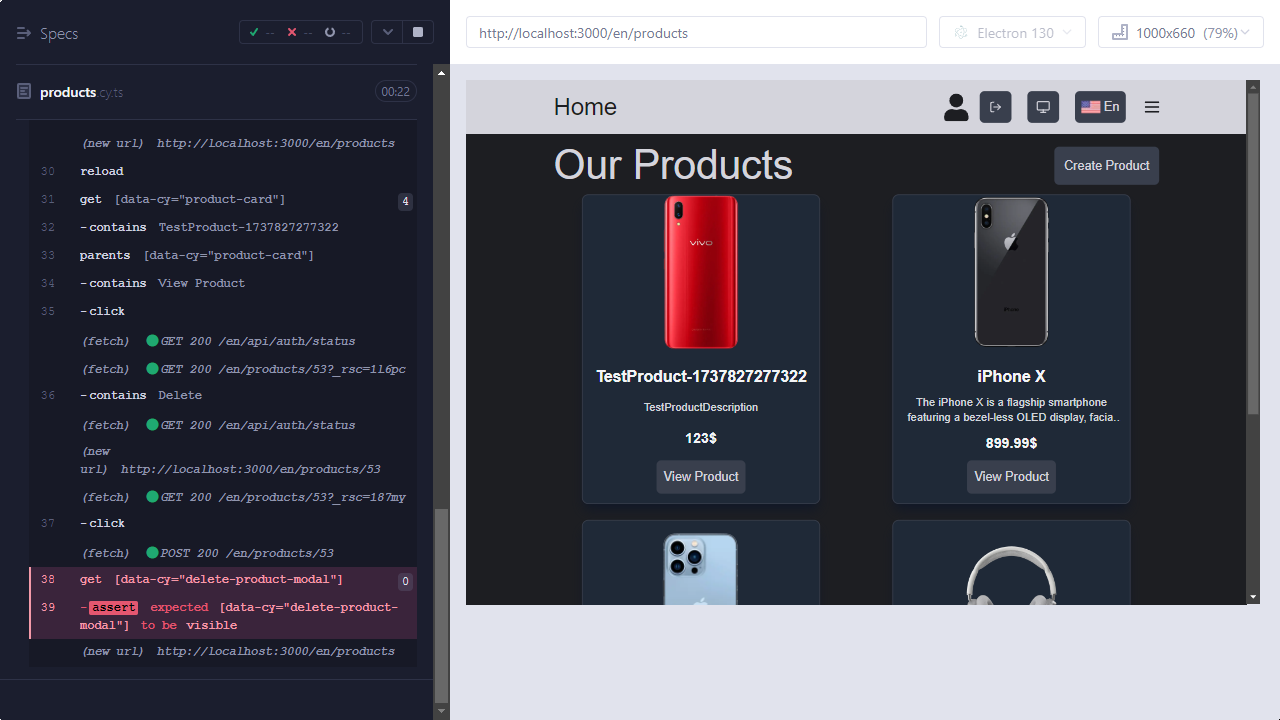 Specs
--
--
--
products.cy.ts
00:22
(new url) http://localhost:3000/en/products
30 reload
31 get [data-cy="product-card"] 4
32 -contains TestProduct-1737827277322
33 parents [data-cy="product-card"]
34 -contains View Product
35 -click
(fetch) GET 200 /en/api/auth/status
(fetch) GET 200 /en/products/53?_rsc=1l6pc
36 -contains Delete
(fetch) GET 200 /en/api/auth/status
(new
url) http://localhost:3000/en/products/53
(fetch) GET 200 /en/products/53?_rsc=187my
37 -click
(fetch) POST 200 /en/products/53
38 get [data-cy="delete-product-modal"] 0
39 -assert expected [data-cy="delete-product-
modal"] to be visible
(new url) http://localhost:3000/en/products
http://localhost:3000/en/products
Electron 130
1000x660 (79%)
Home
En
Our Products
Create Product
vivo
TestProduct-1737827277322
TestProductDescription
123$
View Product
iPhone
iPhone X
The iPhone X is a flagship smartphone
featuring a bezel-less OLED display, facia..
899.99$
View Product